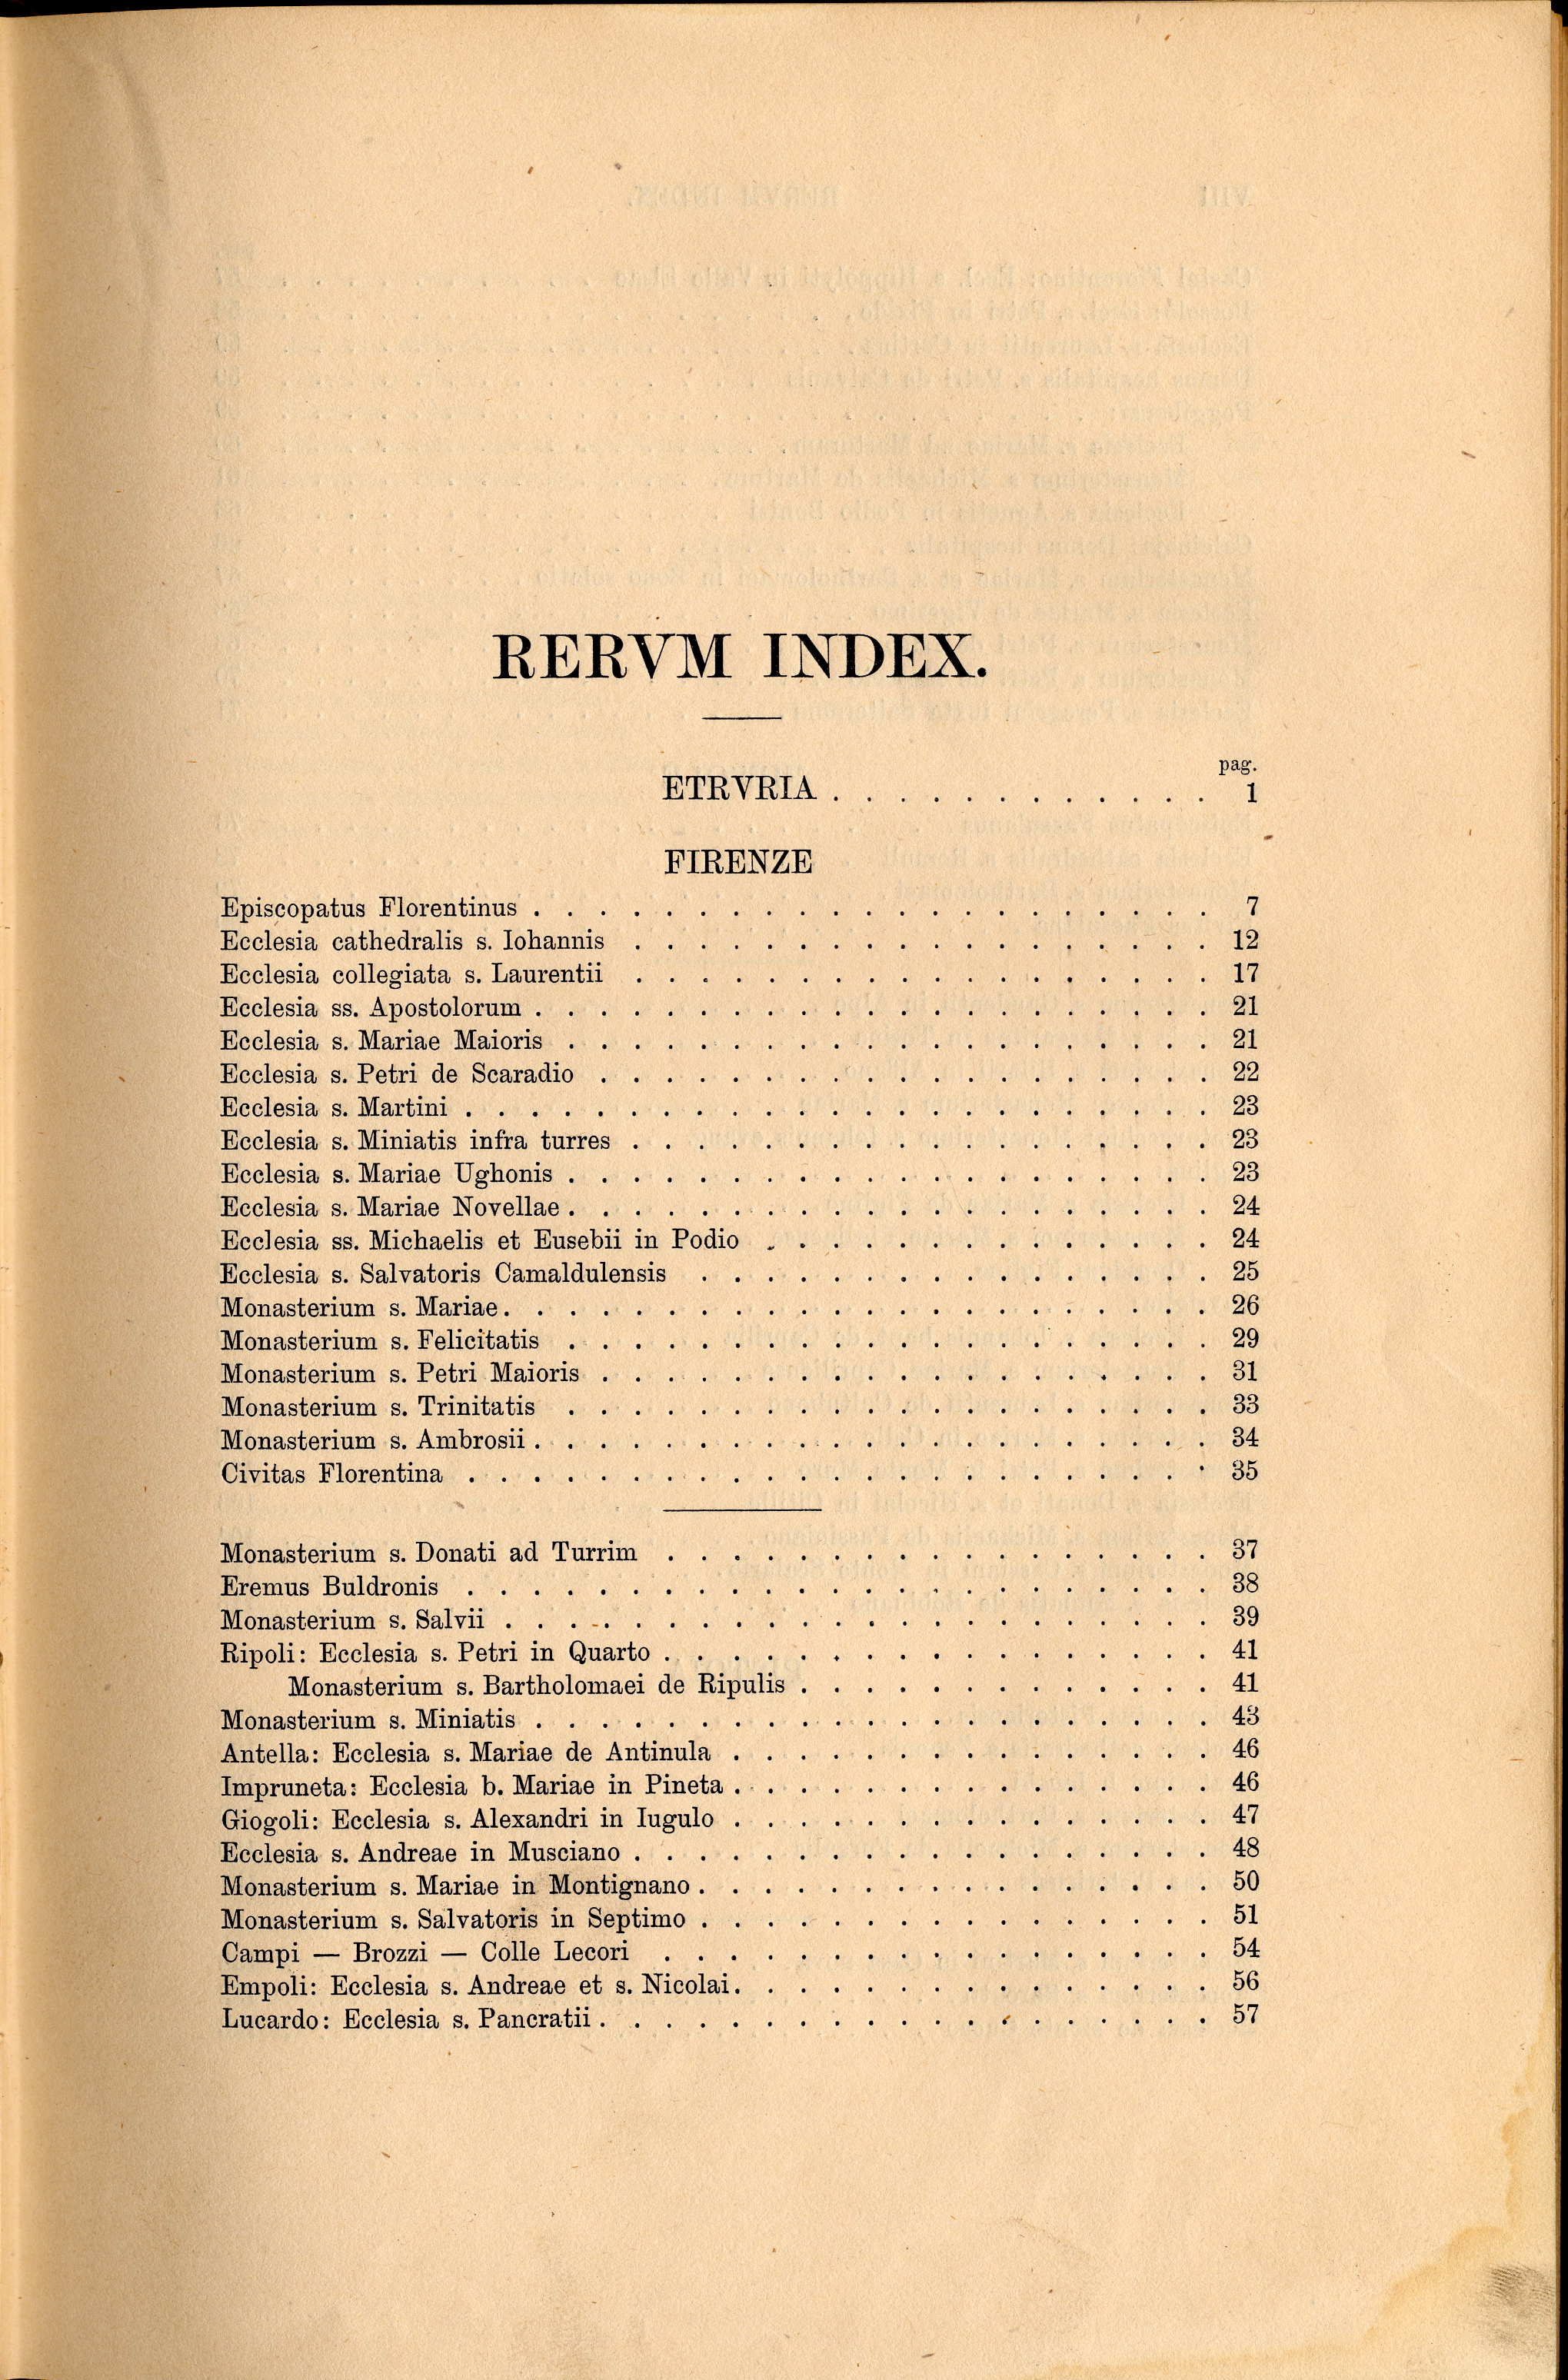 RERVM INDEX.
pag.
ETRVRIA . . . . . . . . . . . . 1
FIRENZE
Episcopatus Florentinus . . . . . . . . . . . . 7
Ecclesia cathedralis s. Iohannis . . . . . . . . . . . . 12
Ecclesia collegiata s. Laurentii . . . . . . . . . . . . 17
Ecclesia ss. Apostolorum . . . . . . . . . . . . 21
Ecclesia s. Mariae Maioris . . . . . . . . . . . . 21
Ecclesia s. Petri de Scaradio . . . . . . . . . . . . 22
Ecclesia s. Martini . . . . . . . . . . . . 23
Ecclesia s. Miniatis infra turres . . . . . . . . . . . . 23
Ecclesia s. Mariae Ughonis . . . . . . . . . . . . 23
Ecclesia s. Mariae Novellae . . . . . . . . . . . . 24
Ecclesia ss. Michaelis et Eusebii in Podio . . . . . . . . . . . . 24
Ecclesia s. Salvatoris Camaldulensis . . . . . . . . . . . . 25
Monasterium s. Mariae . . . . . . . . . . . . 26
Monasterium s. Felicitatis . . . . . . . . . . . . 29
Monasterium s. Petri Maioris . . . . . . . . . . . . 31
Monasterium s. Trinitatis . . . . . . . . . . . . 33
Monasterium s. Ambrosii . . . . . . . . . . . . 34
Civitas Florentina . . . . . . . . . . . . 35
Monasterium s. Donati ad Turrim . . . . . . . . . . . . 37
Eremus Buldronis . . . . . . . . . . . . 38
Monasterium s. Salvii . . . . . . . . . . . . 39
Ripoli: Ecclesia s. Petri in Quarto . . . . . . . . . . . . 41
Monasterium s. Bartholomaei de Ripulis . . . . . . . . . . . . 41
Monasterium s. Miniatis . . . . . . . . . . . . 43
Antella: Ecclesia s. Mariae de Antinula . . . . . . . . . . . . 46
Impruneta: Ecclesia b. Mariae in Pineta . . . . . . . . . . . . 46
Giogoli: Ecclesia s. Alexandri in Iugulo . . . . . . . . . . . . 47
Ecclesia s. Andreae in Musciano . . . . . . . . . . . . 48
Monasterium s. Mariae in Montignano . . . . . . . . . . . . 50
Monasterium s. Salvatoris in Septimo . . . . . . . . . . . . 51
Campi — Brozzi — Colle Lecori . . . . . . . . . . . . 54
Empoli: Ecclesia s. Andreae et s. Nicolai . . . . . . . . . . . . 56
Lucardo: Ecclesia s. Pancratii . . . . . . . . . . . . 57